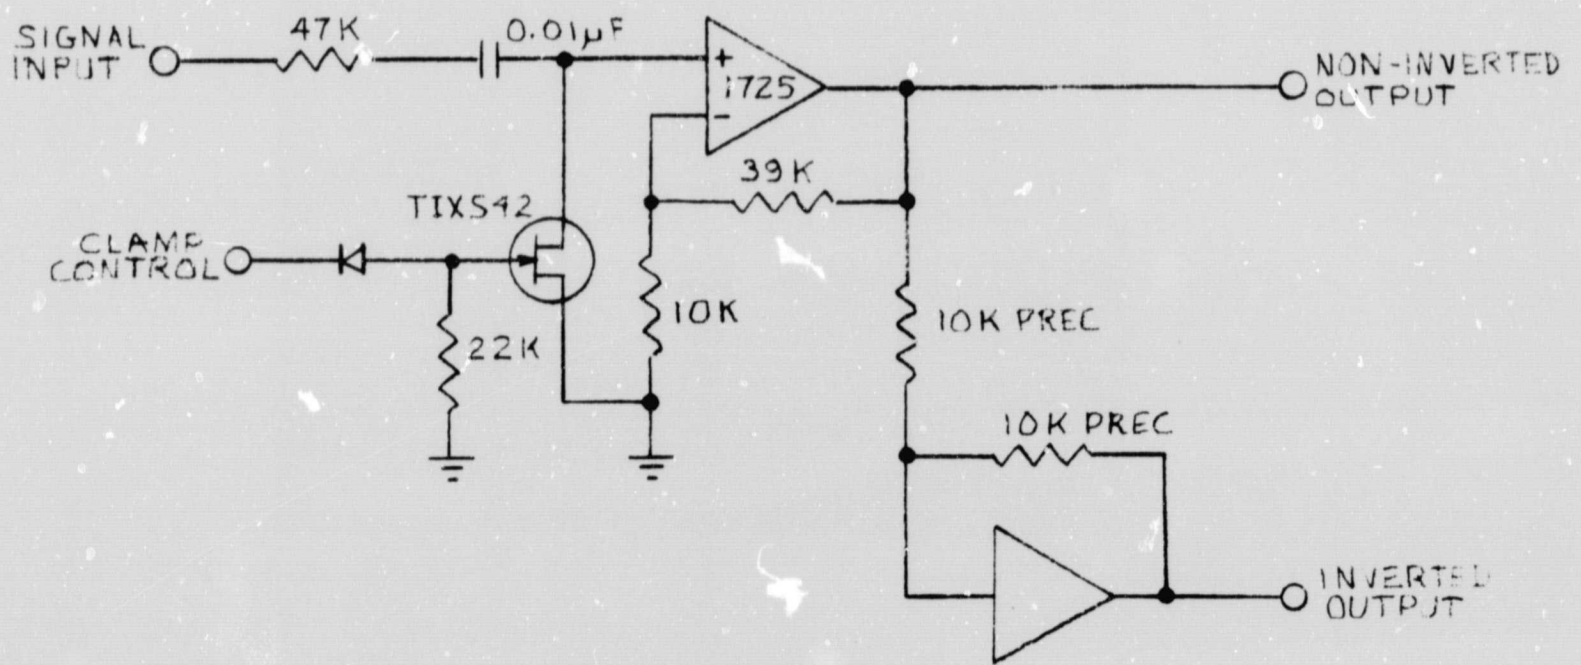 SIGNAL
INPUT
47K
0.01µF
+
1725
-
NON-INVERTED
OUTPUT
39K
TIXS42
CLAMP
CONTROL
22K
10K
10K PREC
10K PREC
INVERTED
OUTPUT